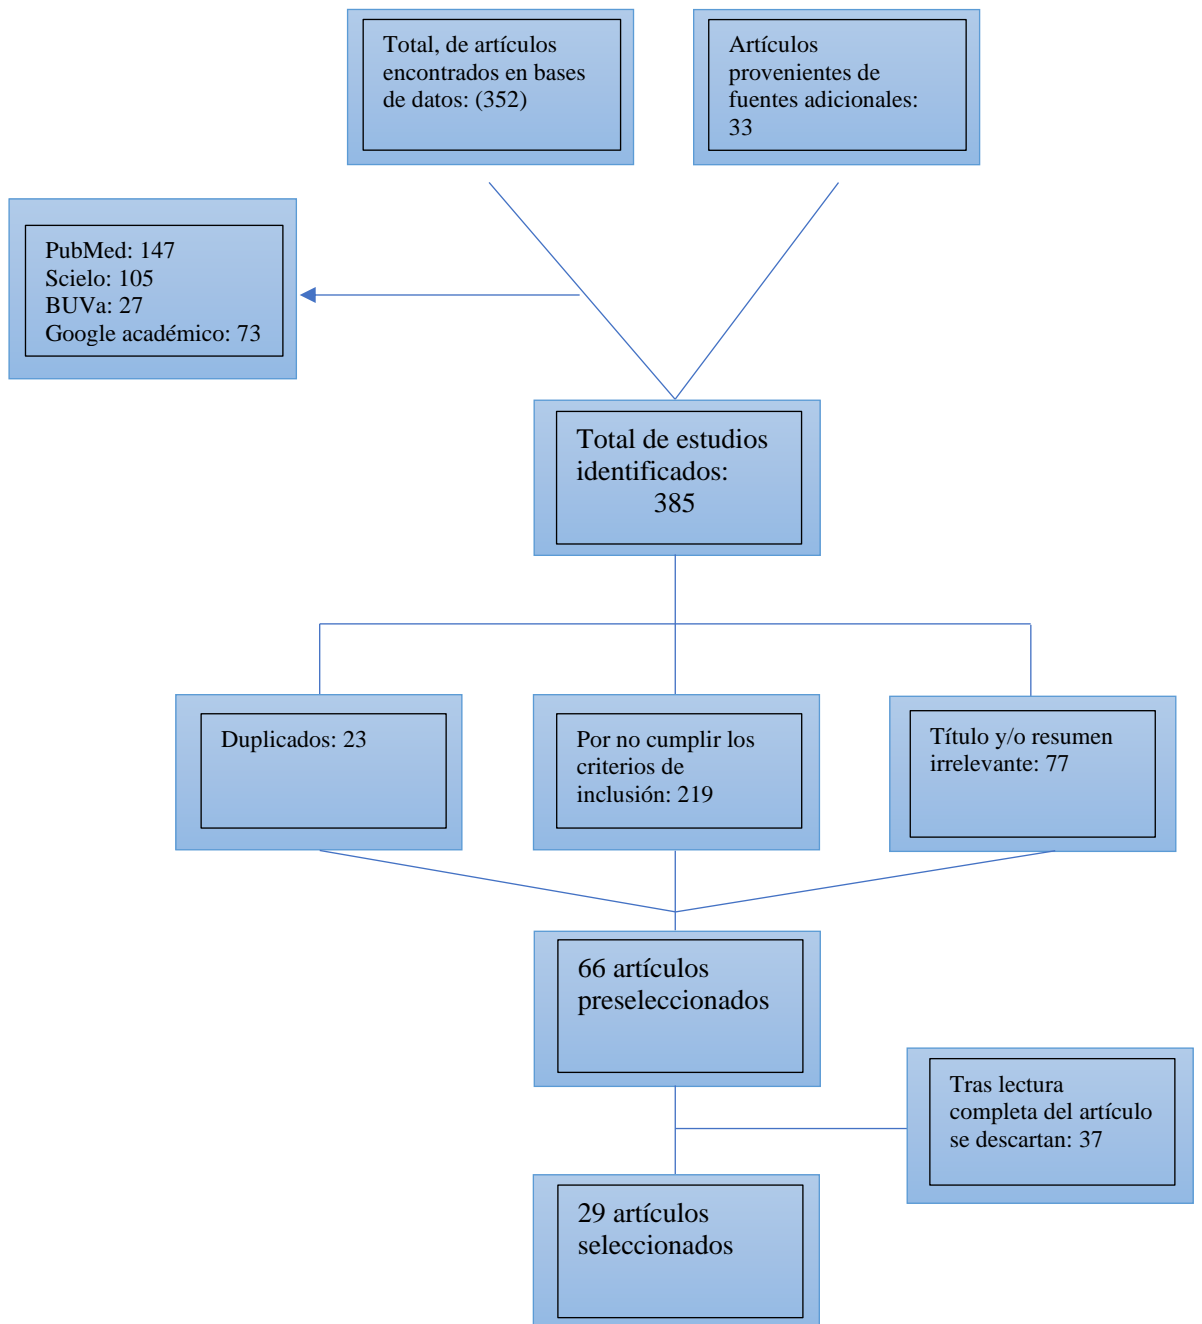 Total, de artículos
encontrados en bases
de datos: (352)
Artículos
provenientes de
fuentes adicionales:
33
PubMed: 147
Scielo: 105
BUVa: 27
Google académico: 73
Total de estudios
identificados:
385
Duplicados: 23
Por no cumplir los
criterios de
inclusión: 219
Título y/o resumen
irrelevante: 77
66 artículos
preseleccionados
Tras lectura
completa del artículo
se descartan: 37
29 artículos
seleccionados